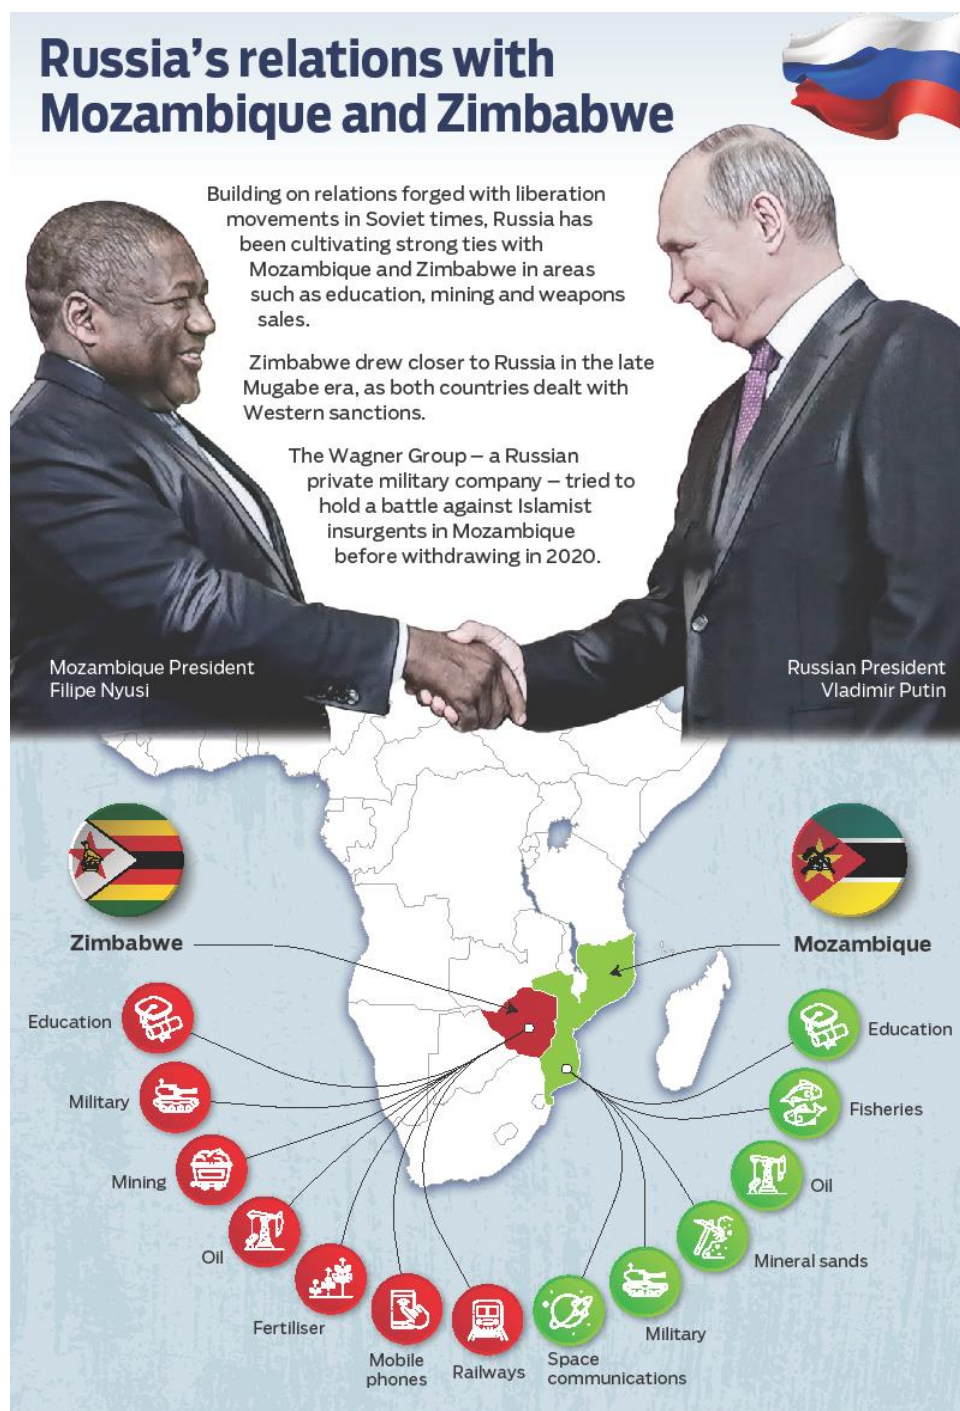 Russia's relations with
Mozambique and Zimbabwe
Building on relations forged with liberation
movements in Soviet times, Russia has
been cultivating strong ties with
Mozambique and Zimbabwe in areas
such as education, mining and weapons
sales.
Zimbabwe drew closer to Russia in the late
Mugabe era, as both countries dealt with
Western sanctions.
The Wagner Group – a Russian
private military company – tried to
hold a battle against Islamist
insurgents in Mozambique
before withdrawing in 2020.
Mozambique President
Filipe Nyusi
Russian President
Vladimir Putin
Zimbabwe
Education
Military
Mining
Oil
Fertiliser
Mobile
phones
Railways
Mozambique
Education
Fisheries
Oil
Mineral sands
Military
Space
communications